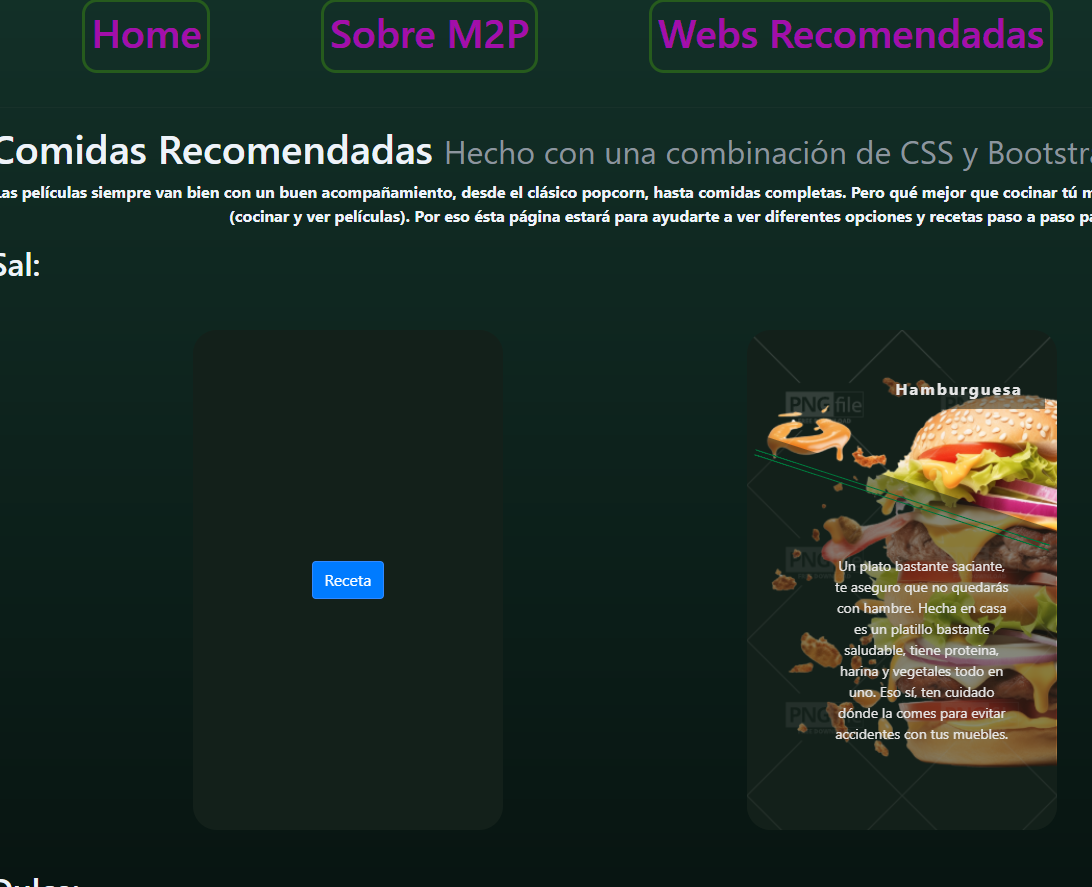 Home Sobre M2P Webs Recomendadas
Comidas Recomendadas Hecho con una combinación de CSS y Bootstra
Las películas siempre van bien con un buen acompañamiento, desde el clásico popcorn, hasta comidas completas. Pero qué mejor que cocinar tú m
(cocinar y ver películas). Por eso ésta página estará para ayudarte a ver diferentes opciones y recetas paso a paso pa
Sal:
Hamburguesa
PNG file
Receta
PNG
Un plato bastante saciante,
te aseguro que no quedarás
con hambre. Hecha en casa
es un platillo bastante
saludable, tiene proteina,
harina y vegetales todo en
uno. Eso sí, ten cuidado
dónde la comes para evitar
accidentes con tus muebles.
PNG